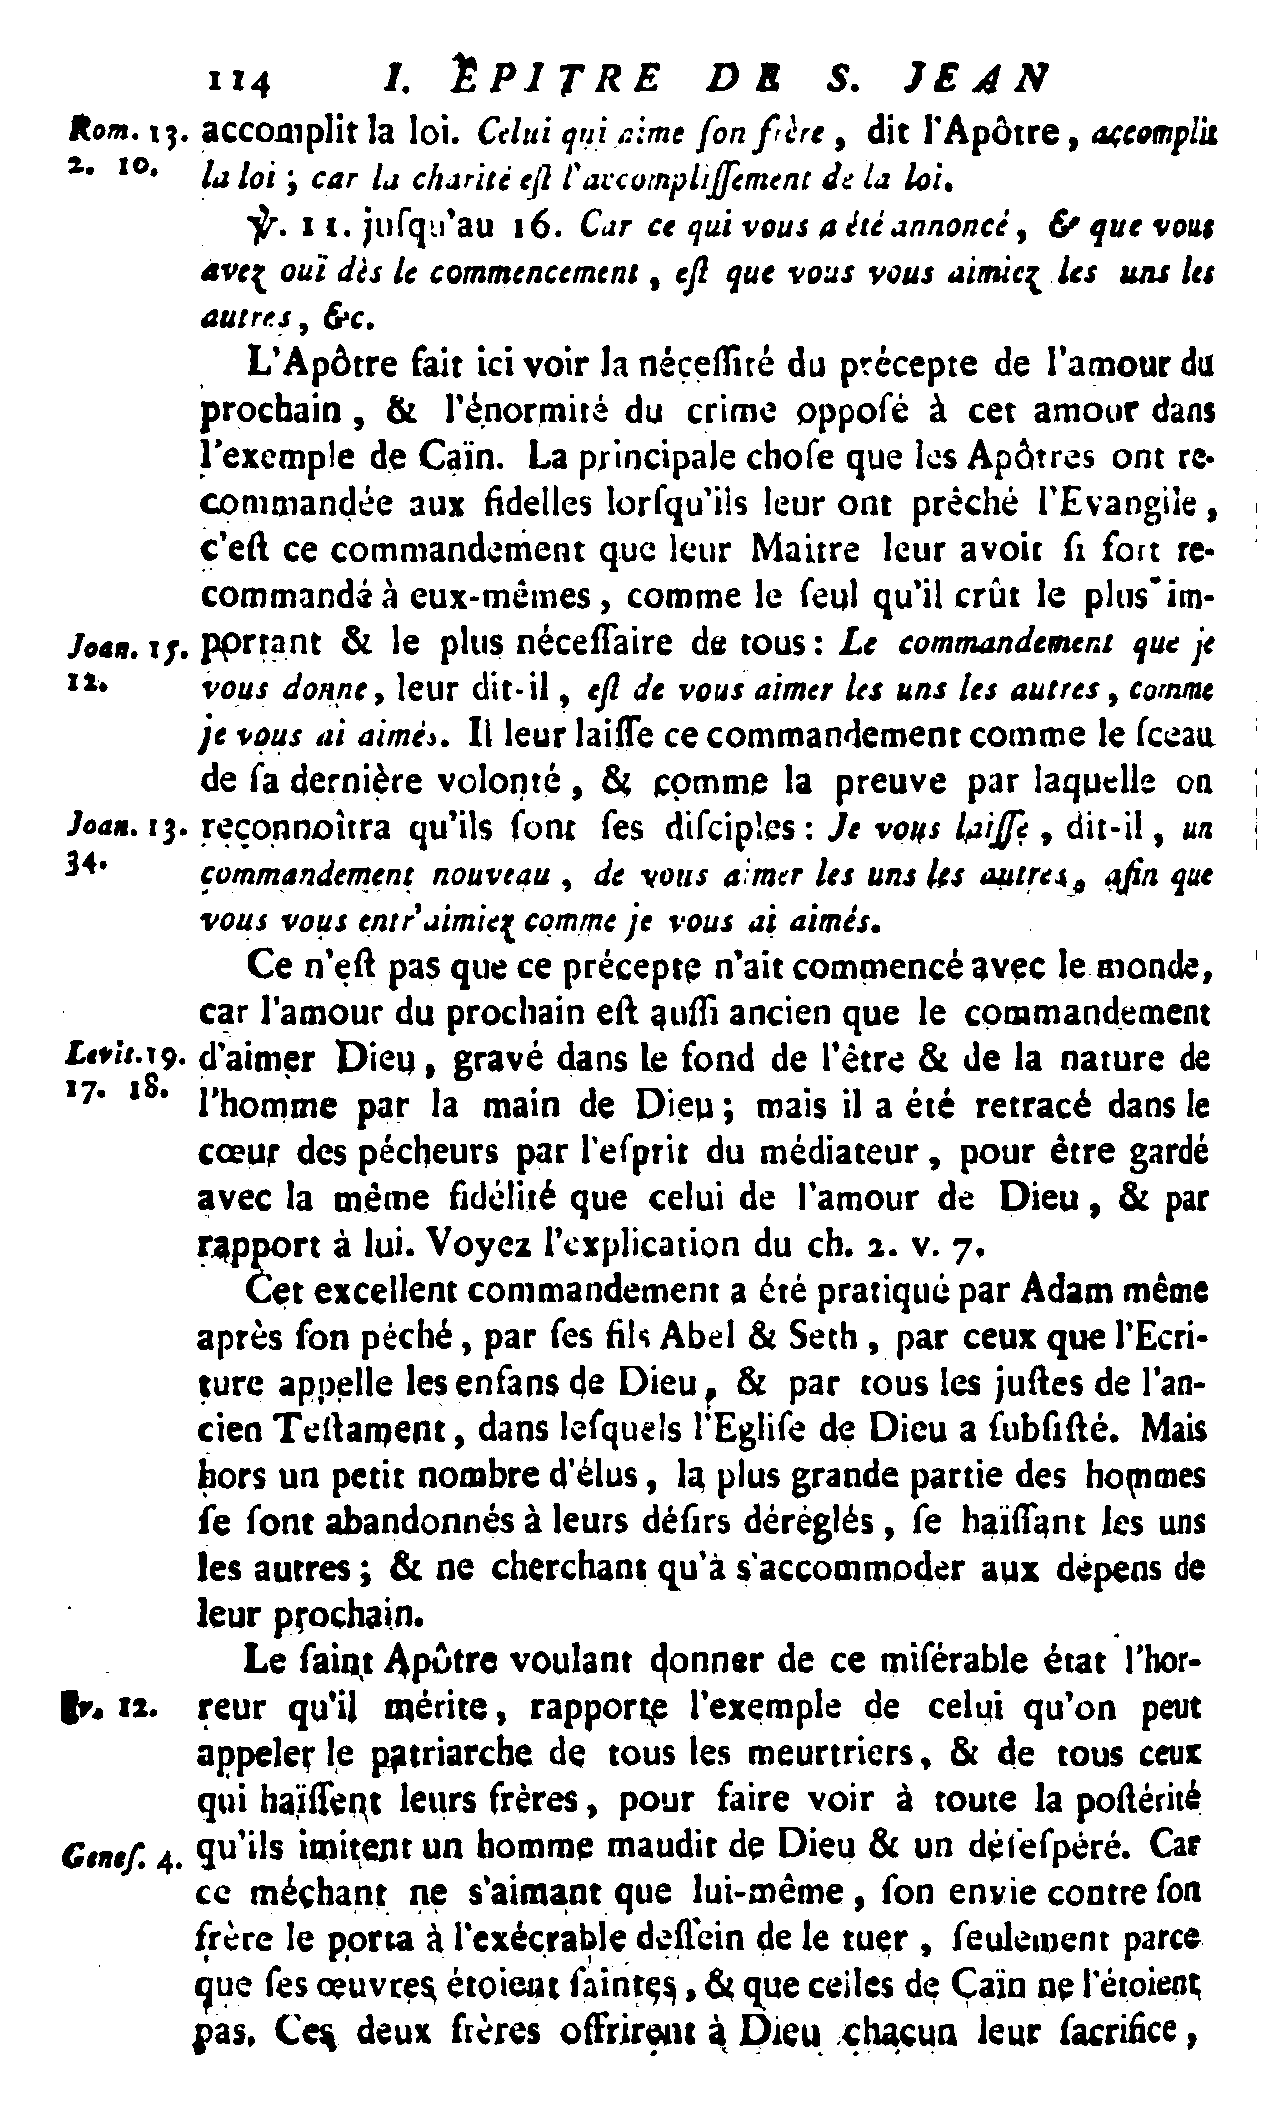 114 I. EPITRE DE S. JEAN
Rom. 13. accomplit la loi. Celui qui aime ſon frère, dit l'Apôtre, accomplit
2. 10. la loi ; car la charité eſt l'accompliſſement de la loi.
℣. 11. juſqu'au 16. Car ce qui vous a été annoncé, & que vous
avez ouï dès le commencement, eſt que vous vous aimiez les uns les
autres, &c.
L'Apôtre fait ici voir la néceſſité du précepte de l'amour du
prochain, & l'énormité du crime oppoſé à cet amour dans
l'exemple de Caïn. La principale choſe que les Apôtres ont re-
commandée aux fidelles lorſqu'ils leur ont prêché l'Evangile,
c'eſt ce commandement que leur Maitre leur avoit ſi fort re-
commandé à eux-mêmes, comme le ſeul qu'il crût le plus im-
Joan. 15. portant & le plus néceſſaire de tous : Le commandement que je
12. vous donne, leur dit-il, eſt de vous aimer les uns les autres, comme
je vous ai aimés. Il leur laiſſe ce commandement comme le ſceau
de ſa dernière volonté, & comme la preuve par laquelle on
Joan. 13. reconnoîtra qu'ils ſont ſes diſciples : Je vous laiſſe, dit-il, un
34. commandement nouveau, de vous aimer les uns les autres, afin que
vous vous entr'aimiez comme je vous ai aimés.
Ce n'eſt pas que ce précepte n'ait commencé avec le monde,
car l'amour du prochain eſt auſſi ancien que le commandement
Levit. 19. d'aimer Dieu, gravé dans le fond de l'être & de la nature de
17. 18. l'homme par la main de Dieu ; mais il a été retracé dans le
cœur des pécheurs par l'eſprit du médiateur, pour être gardé
avec la même fidélité que celui de l'amour de Dieu, & par
rapport à lui. Voyez l'explication du ch. 2. v. 7.
Cet excellent commandement a été pratiqué par Adam même
après ſon péché, par ſes fils Abel & Seth, par ceux que l'Ecri-
ture appelle les enfans de Dieu, & par tous les juſtes de l'an-
cien Teſtament, dans leſquels l'Egliſe de Dieu a ſubſiſté. Mais
hors un petit nombre d'élus, la plus grande partie des hommes
ſe ſont abandonnés à leurs déſirs déréglés, ſe haïſſant les uns
les autres ; & ne cherchant qu'à s'accommoder aux dépens de
leur prochain.
Le ſaint Apôtre voulant donner de ce miſérable état l'hor-
℣. 12. reur qu'il mérite, rapporte l'exemple de celui qu'on peut
appeler le patriarche de tous les meurtriers, & de tous ceux
qui haïſſent leurs frères, pour faire voir à toute la poſtérité
Geneſ. 4. qu'ils imitent un homme maudit de Dieu & un déſeſpéré. Car
ce méchant ne s'aimant que lui-même, ſon envie contre ſon
frère le porta à l'exécrable deſſein de le tuer, ſeulement parce
que ſes œuvres étoient ſaintes, & que celles de Caïn ne l'étoient
pas. Ces deux frères offrirent à Dieu chacun leur ſacrifice,